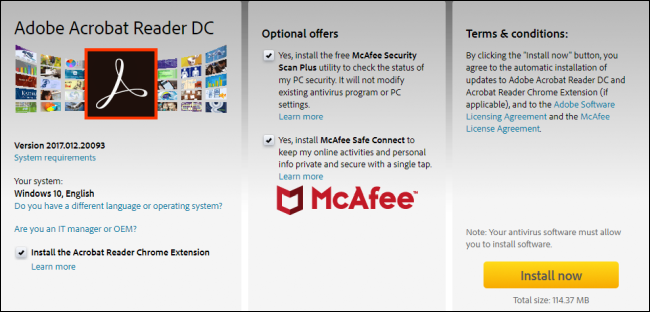 Adobe Acrobat Reader DC
Version 2017.012.20093
System requirements
Your system:
Windows 10, English
Do you have a different language or operating system?
Are you an IT manager or OEM?
Install the Acrobat Reader Chrome Extension
Learn more
Optional offers
Yes, install the free McAfee Security
Scan Plus utility to check the status of
my PC security. It will not modify
existing antivirus program or PC
settings.
Learn more
Yes, install McAfee Safe Connect to
keep my online activities and personal
info private and secure with a single tap.
Learn more
McAfee™
Terms & conditions:
By clicking the "Install now" button, you
agree to the automatic installation of
updates to Adobe Acrobat Reader DC and
Acrobat Reader Chrome Extension (if
applicable), and to the Adobe Software
Licensing Agreement and the McAfee
License Agreement.
Note: Your antivirus software must allow
you to install software.
Install now
Total size: 114.37 MB